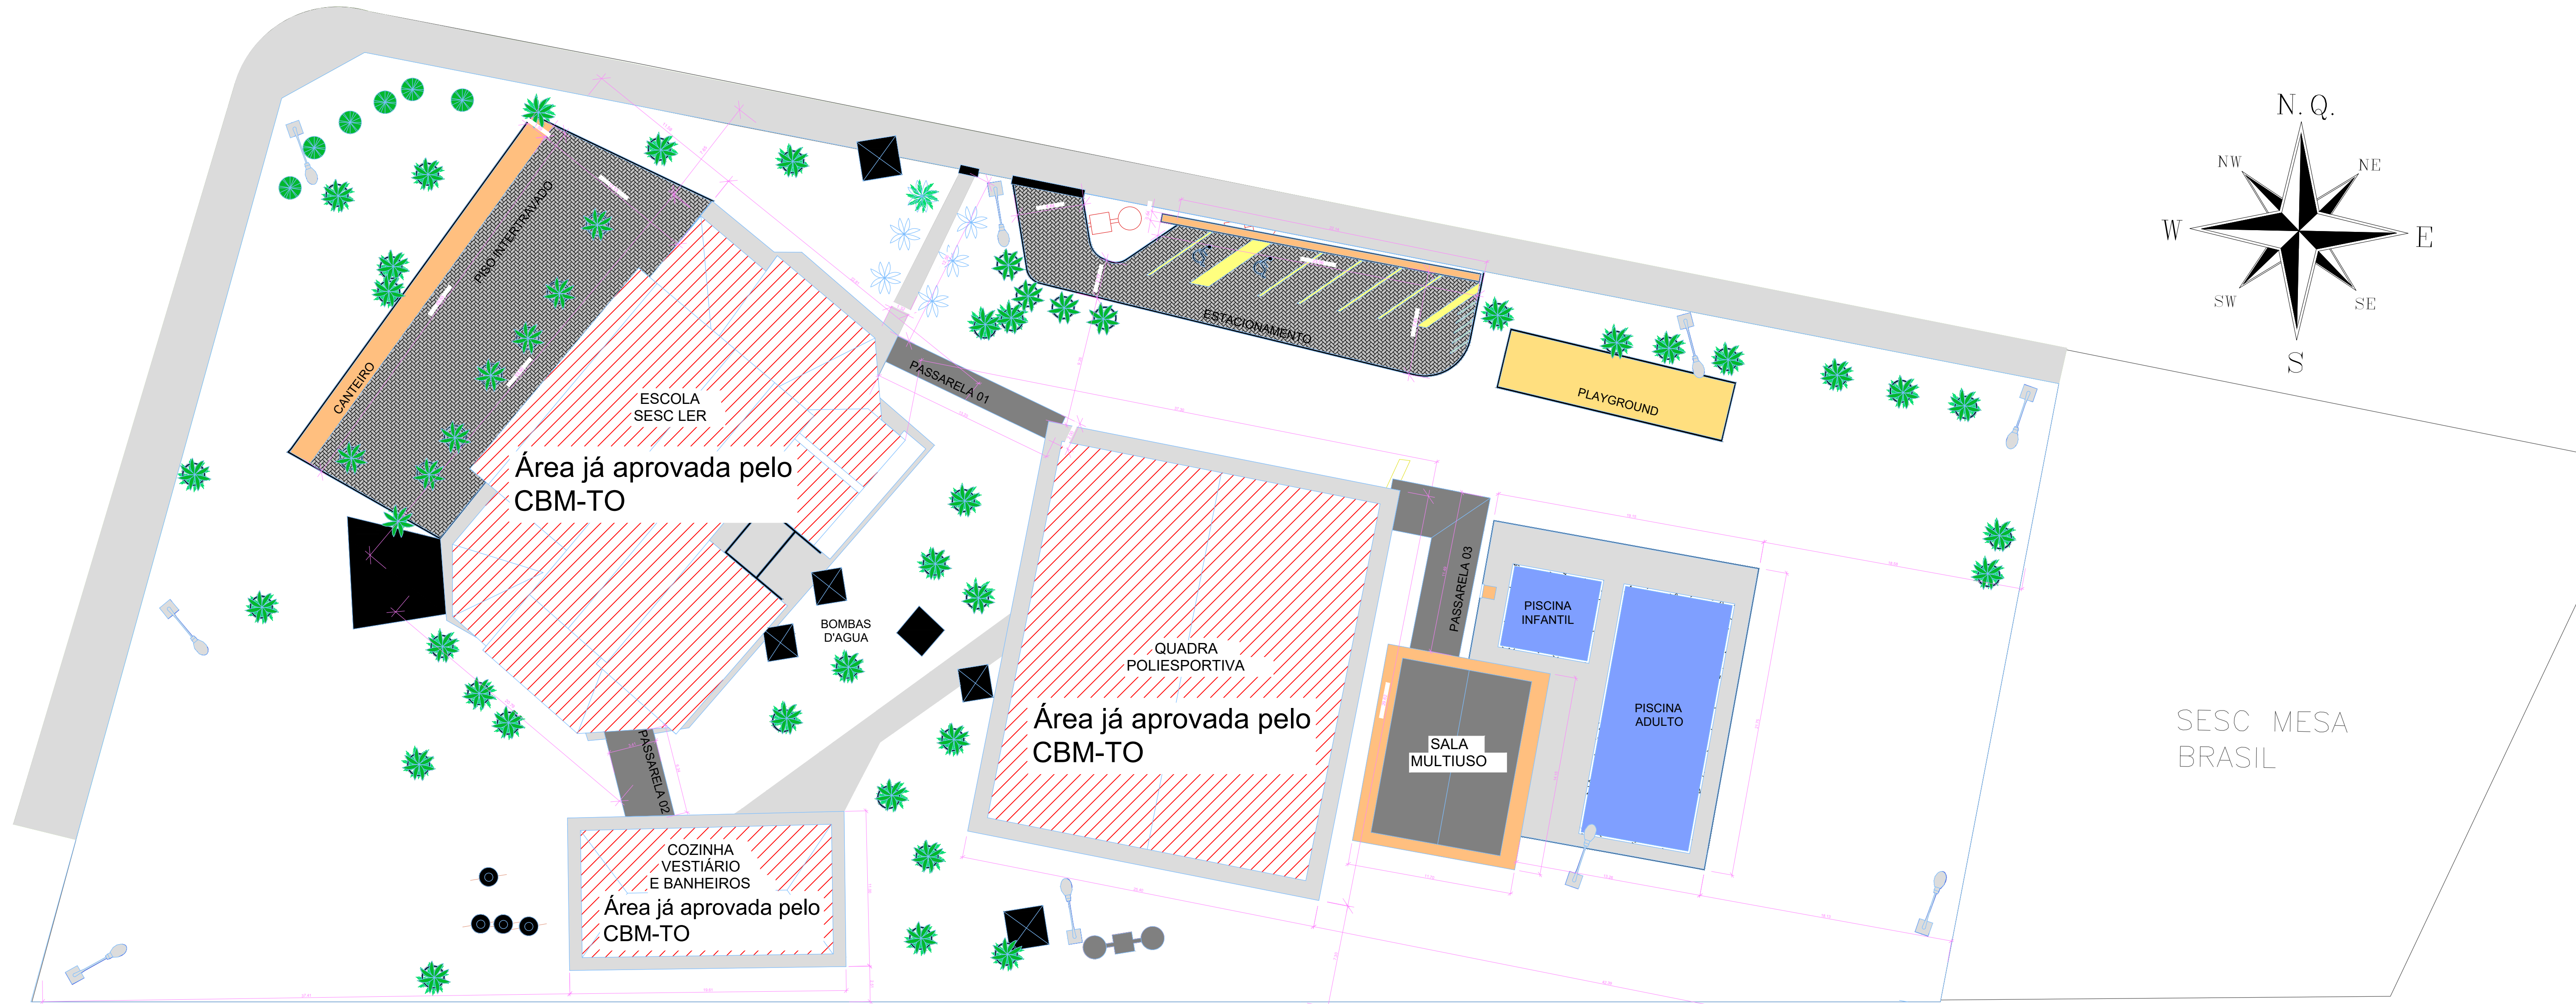 N. Q.
NW
NE
W
E
SW
SE
S
PISO INTERTRAVADO
CANTEIRO
ESTACIONAMENTO
PASSARELA 01
PLAYGROUND
ESCOLA
SESC LER
Área já aprovada pelo
CBM-TO
BOMBAS
D'AGUA
QUADRA
POLIESPORTIVA
Área já aprovada pelo
CBM-TO
PASSARELA 03
PISCINA
INFANTIL
PISCINA
ADULTO
SALA
MULTIUSO
SESC MESA
BRASIL
PASSARELA 02
COZINHA
VESTIÁRIO
E BANHEIROS
Área já aprovada pelo
CBM-TO